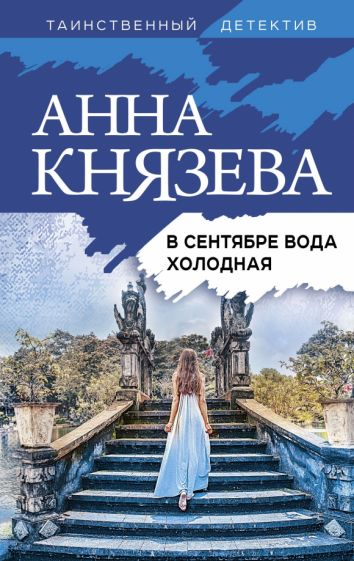 ТАИНСТВЕННЫЙ ДЕТЕКТИВ
АННА
КНЯЗЕВА
В СЕНТЯБРЕ ВОДА
ХОЛОДНАЯ